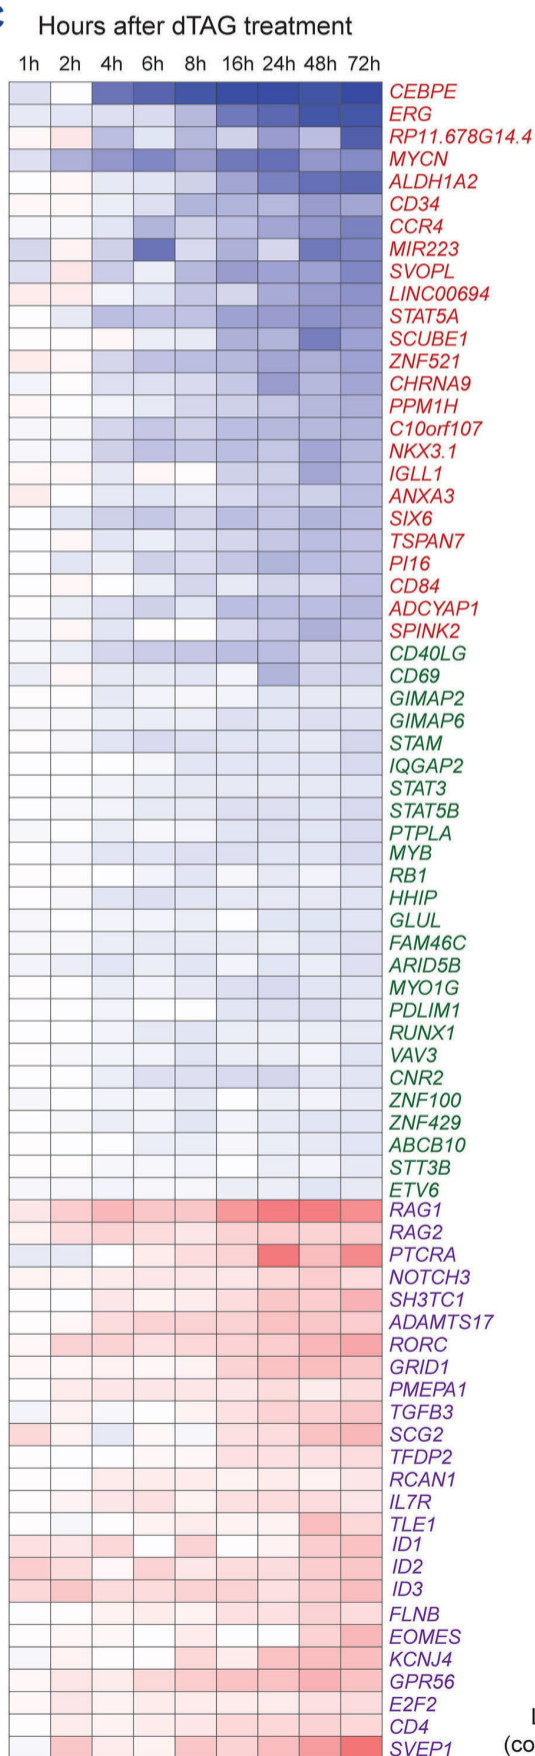 C
Hours after dTAG treatment
1h 2h 4h 6h 8h 16h 24h 48h 72h
CEBPE
ERG
RP11.678G14.4
MYCN
ALDH1A2
CD34
CCR4
MIR223
SVOPL
LINC00694
STAT5A
SCUBE1
ZNF521
CHRNA9
PPM1H
C10orf107
NKX3.1
IGLL1
ANXA3
SIX6
TSPAN7
PI16
CD84
ADCYAP1
SPINK2
CD40LG
CD69
GIMAP2
GIMAP6
STAM
IQGAP2
STAT3
STAT5B
PTPLA
MYB
RB1
HHIP
GLUL
FAM46C
ARID5B
MYO1G
PDLIM1
RUNX1
VAV3
CNR2
ZNF100
ZNF429
ABCB10
STT3B
ETV6
RAG1
RAG2
PTCRA
NOTCH3
SH3TC1
ADAMTS17
RORC
GRID1
PMEPA1
TGFB3
SCG2
TFDP2
RCAN1
IL7R
TLE1
ID1
ID2
ID3
FLNB
EOMES
KCNJ4
GPR56
E2F2
CD4
SVEP1
(co